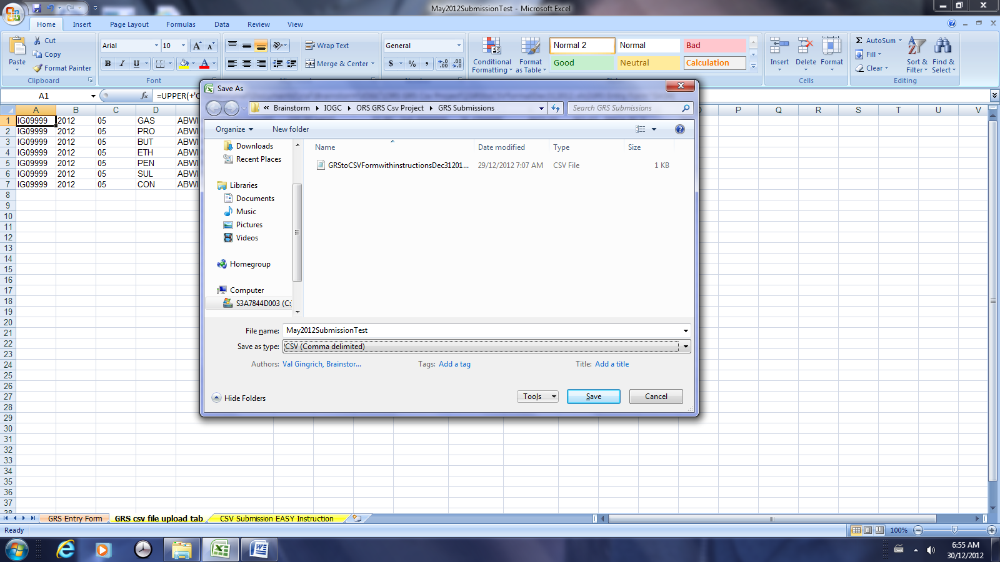 May2012SubmissionTest - Microsoft Excel
Home Insert Page Layout Formulas Data Review View
Cut
Copy
Format Painter
Paste
Clipboard
Arial 10
B I U
Font
Wrap Text
Merge & Center
General
$ % ,
Conditional Formatting
Format as Table
Normal 2 Normal Bad
Good Neutral Calculation
Insert Delete Format
Cells
AutoSum
Fill
Clear
Sort & Filter
Find & Select
Editing
A1 fx =UPPER(+'
A B C D P Q R S T U V
1 IG09999 2012 05 GAS ABWI
2 IG09999 2012 05 PRO ABWI
3 IG09999 2012 05 BUT ABWI
4 IG09999 2012 05 ETH ABWI
5 IG09999 2012 05 PEN ABWI
6 IG09999 2012 05 SUL ABWI
7 IG09999 2012 05 CON ABWI
8
9
10
11
12
13
14
15
16
17
18
19
20
21
22
23
24
25
26
27
28
29
30
31
32
33
34
35
36
37
38
Save As
« Brainstorm IOGC ORS GRS Csv Project GRS Submissions
Search GRS Submissions
Organize New folder
Downloads
Recent Places
Libraries
Documents
Music
Pictures
Videos
Homegroup
Computer
S3A7844D003 (C:
Name Date modified Type Size
GRStoCSVFormwithinstructionsDec31201... 29/12/2012 7:07 AM CSV File 1 KB
File name: May2012SubmissionTest
Save as type: CSV (Comma delimited)
Authors: Val Gingrich, Brainstor... Tags: Add a tag Title: Add a title
Hide Folders Tools Save Cancel
GRS Entry Form GRS csv file upload tab CSV Submission EASY Instruction
Ready 100%
6:55 AM
30/12/2012